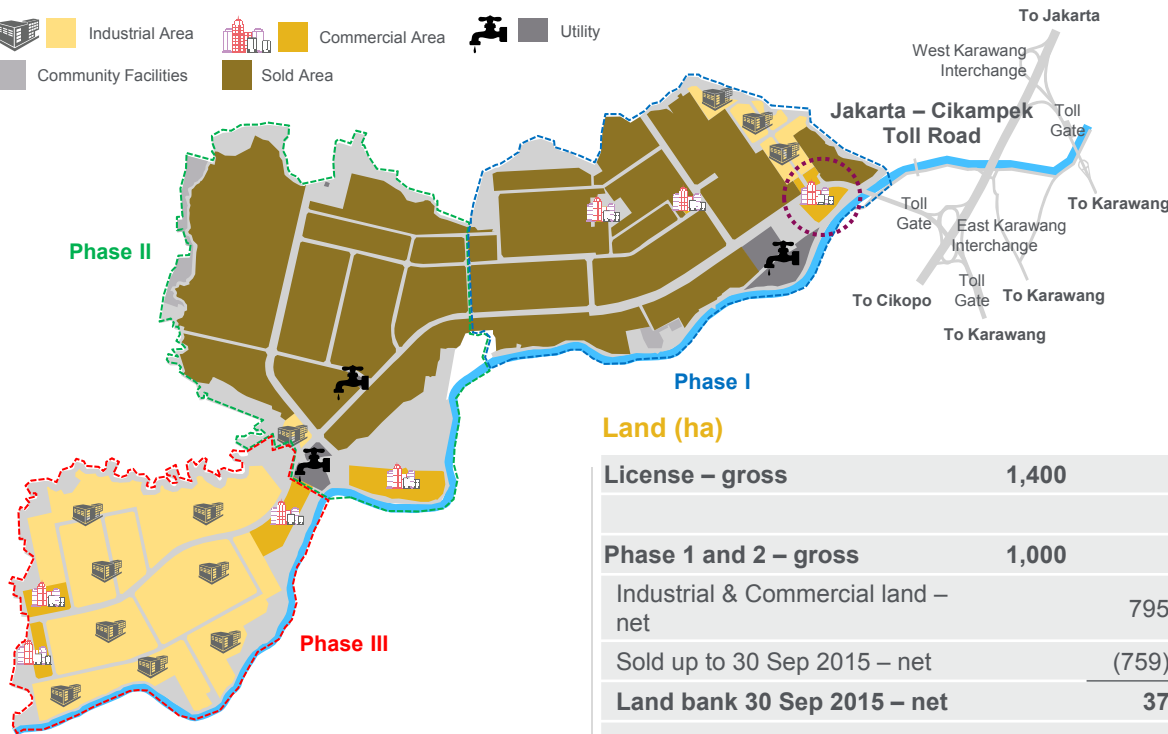 Industrial Area
Commercial Area
Utility
Community Facilities
Sold Area
To Jakarta
West Karawang
Interchange
Jakarta – Cikampek
Toll Road
Toll
Gate
To Karawang
Toll
Gate
East Karawang
Interchange
To Cikopo
Toll
Gate
To Karawang
To Karawang
Phase II
Phase I
Phase III
Land (ha)
License – gross 1,400
Phase 1 and 2 – gross 1,000
Industrial & Commercial land –
net 795
Sold up to 30 Sep 2015 – net (759)
Land bank 30 Sep 2015 – net 37